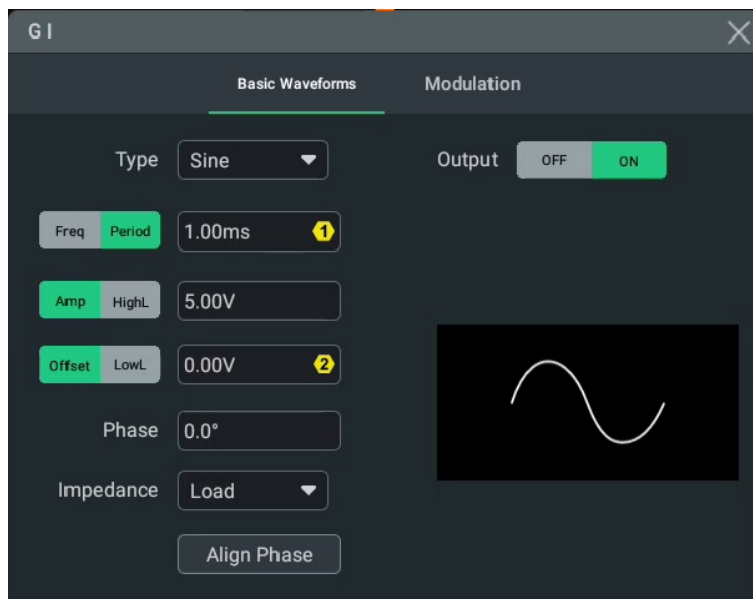 G I
Basic Waveforms Modulation
Type Sine Output OFF ON
Freq Period 1.00ms 1
Amp HighL 5.00V
Offset LowL 0.00V 2
Phase 0.0°
Impedance Load
Align Phase